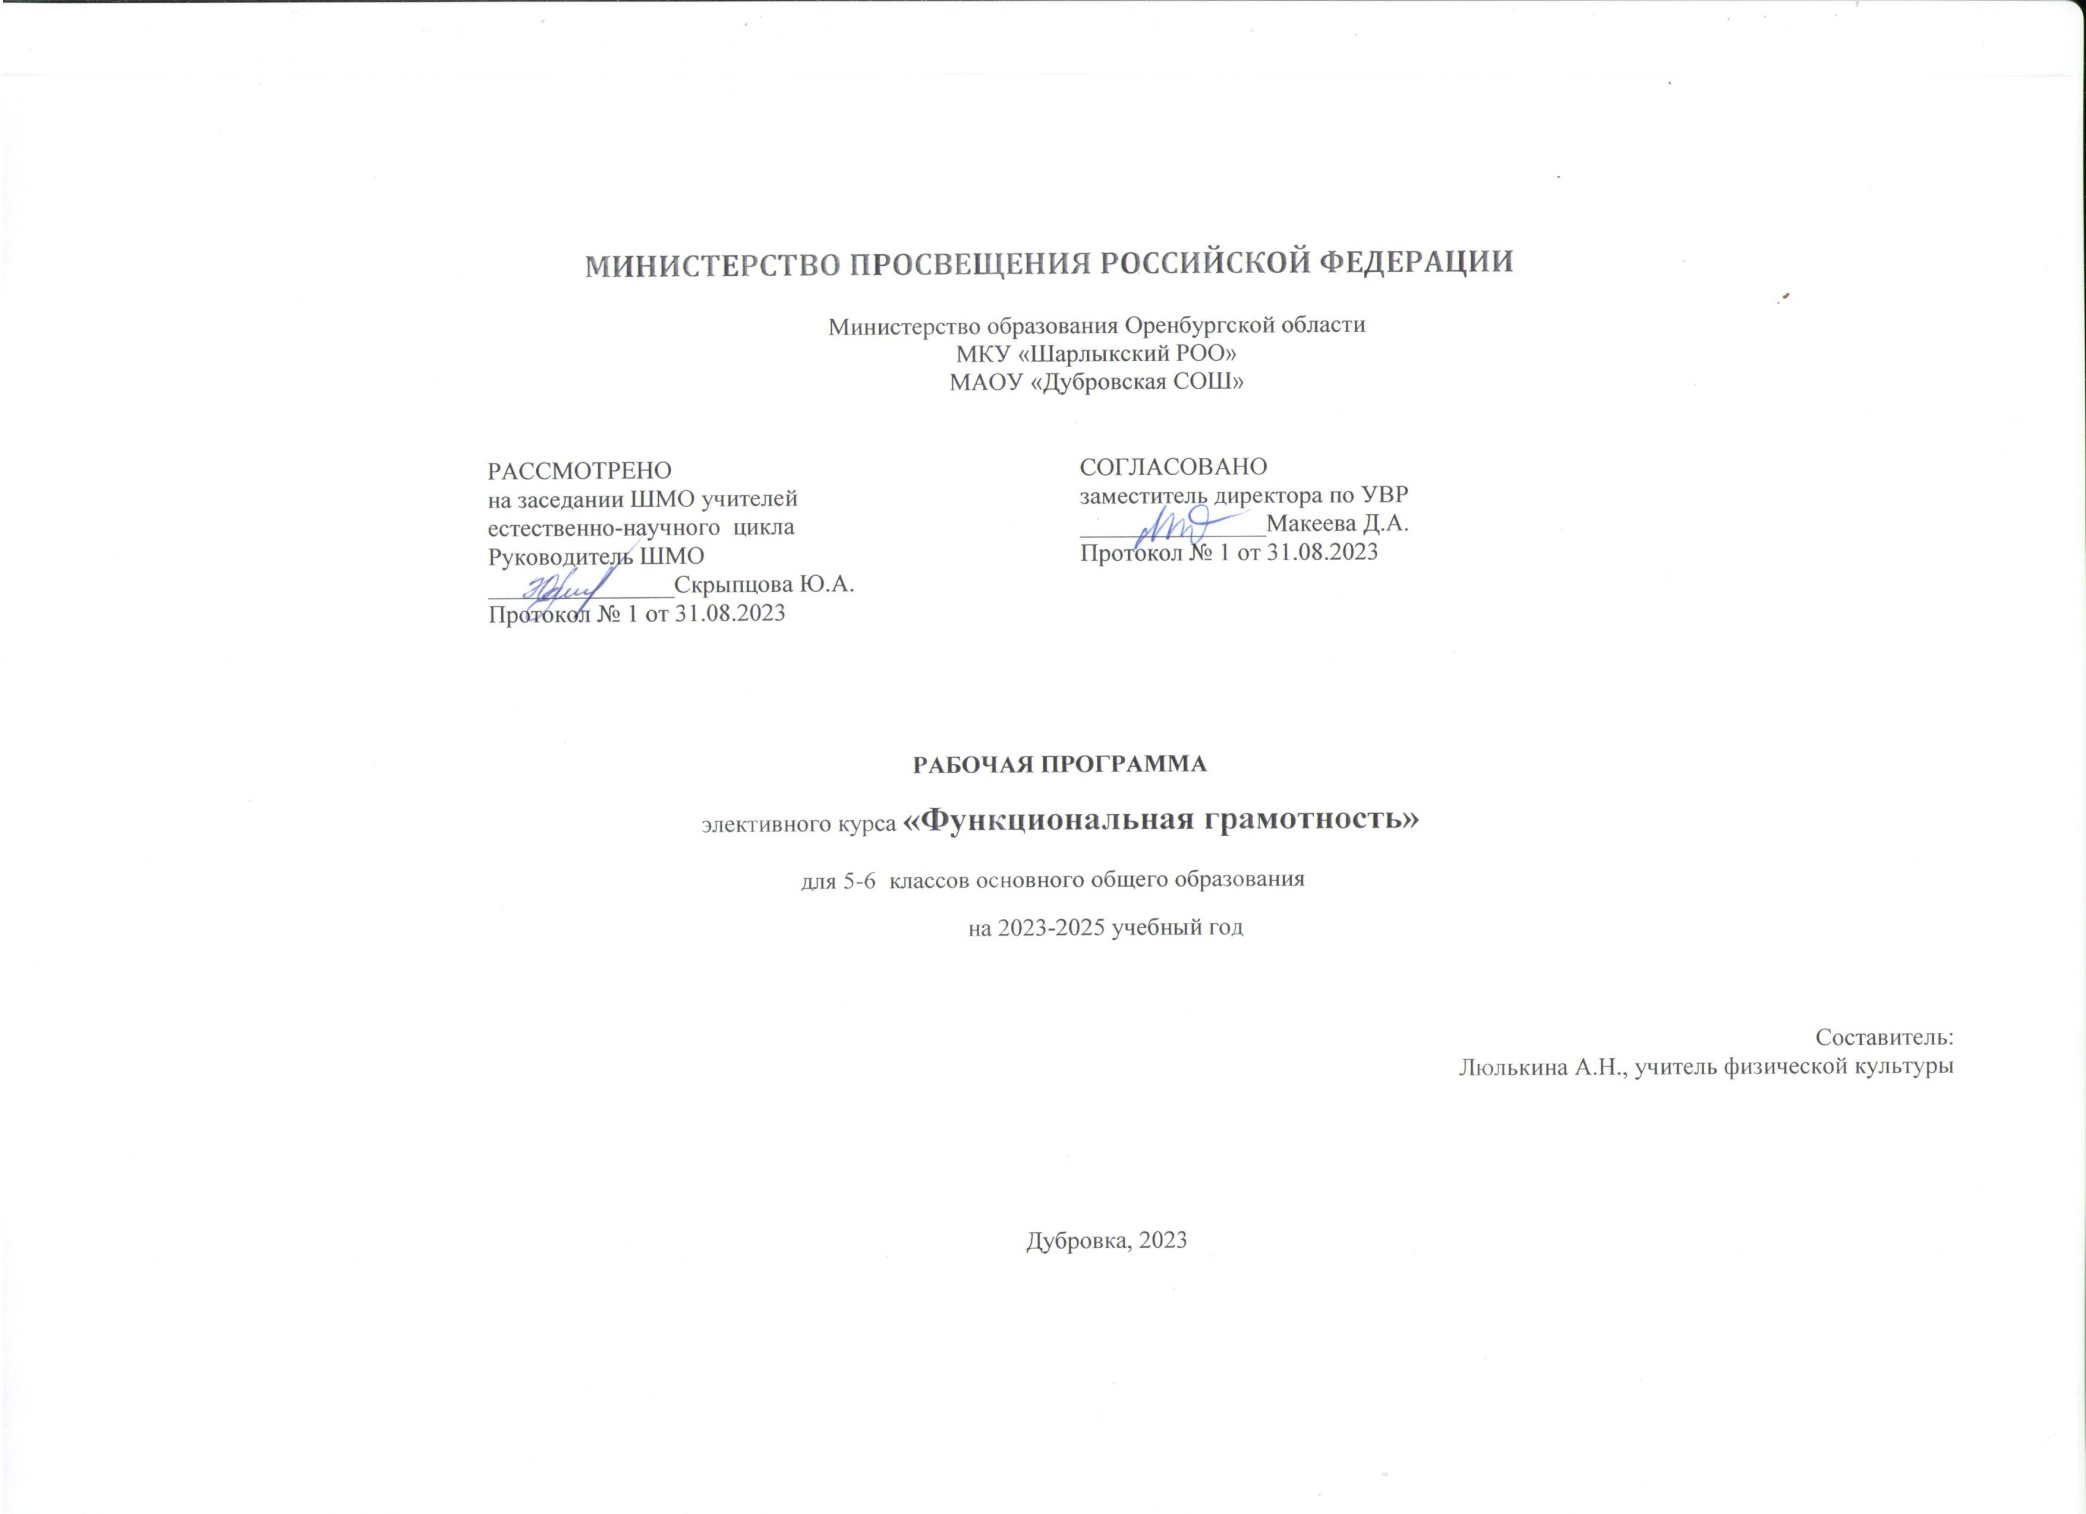 МИНИСТЕРСТВО ПРОСВЕЩЕНИЯ РОССИЙСКОЙ ФЕДЕРАЦИИ
Министерство образования Оренбургской области
МКУ «Шарлыкский РОО»
МАОУ «Дубровская СОШ»
РАССМОТРЕНО
на заседании ШМО учителей
естественно-научного цикла
Руководитель ШМО
_______________Скрыпцова Ю.А.
Протокол № 1 от 31.08.2023
СОГЛАСОВАНО
заместитель директора по УВР
_______________Макеева Д.А.
Протокол № 1 от 31.08.2023
РАБОЧАЯ ПРОГРАММА
элективного курса «Функциональная грамотность»
для 5-6 классов основного общего образования
на 2023-2025 учебный год
Составитель:
Люлькина А.Н., учитель физической культуры
Дубровка, 2023